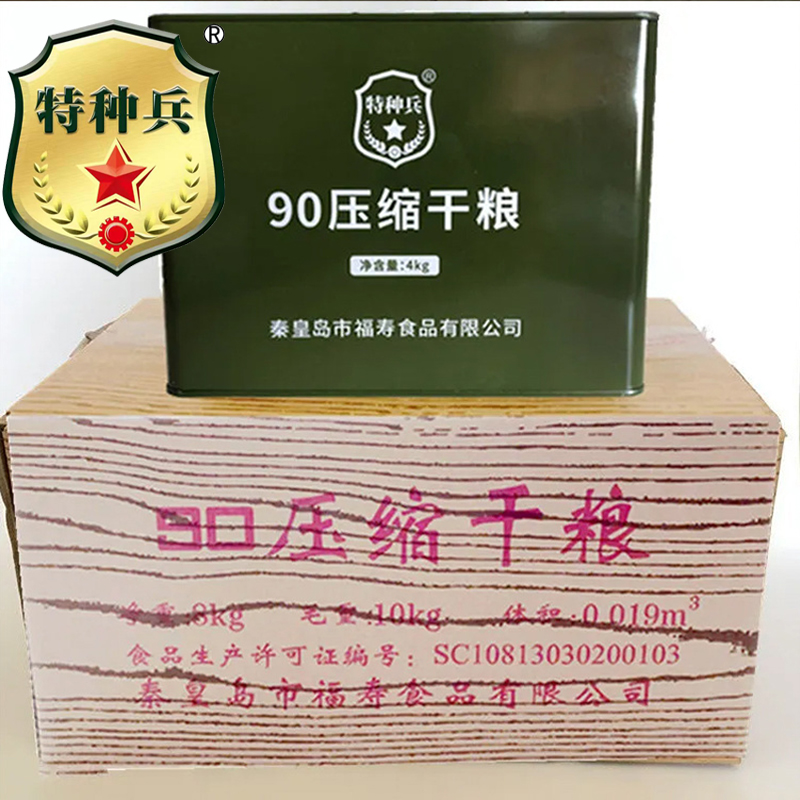 特种兵
®
特种兵
®
90压缩干粮
净含量:4kg
秦皇岛市福寿食品有限公司
90压缩干粮
净重:8kg 毛重:10kg 体积:0.019m³
食品生产许可证编号:SC10813030200103
秦皇岛市福寿食品有限公司